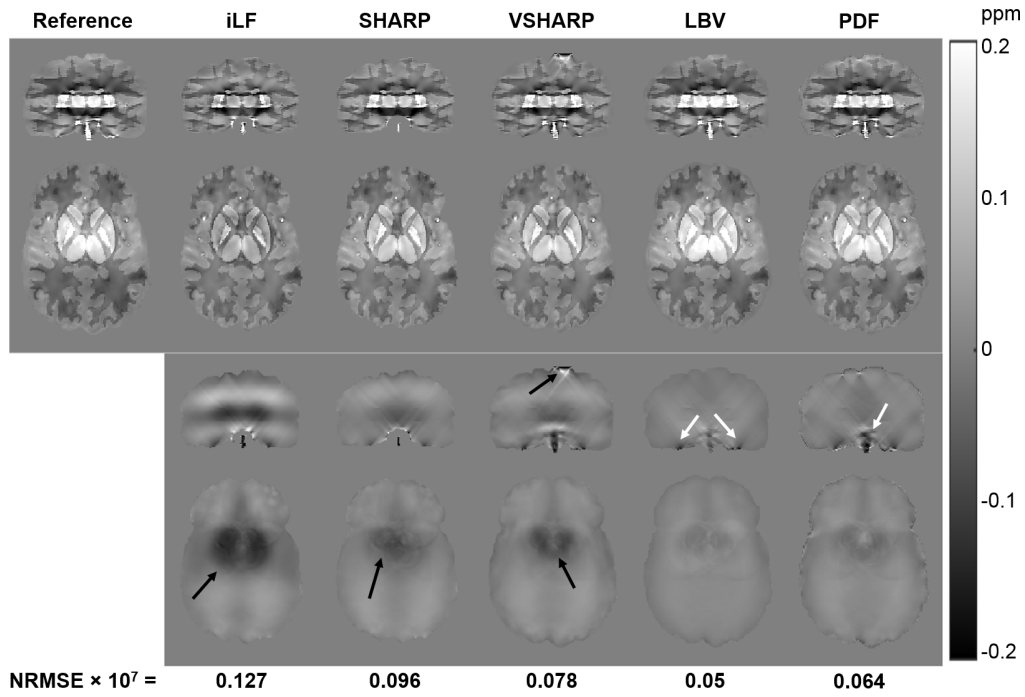 Reference iLF SHARP VSHARP LBV PDF ppm
0.2
0.1
0
-0.1
-0.2
NRMSE × 10⁷ = 0.127 0.096 0.078 0.05 0.064